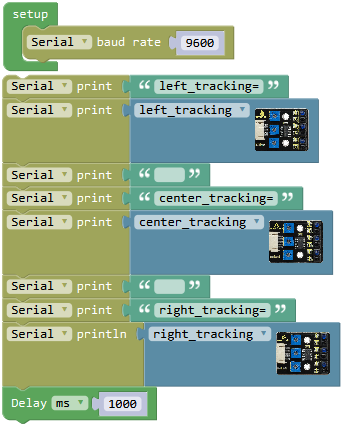 setup
Serial baud rate 9600
Serial print “ left_tracking= ”
Serial print left_tracking
Serial print “ ”
Serial print “ center_tracking= ”
Serial print center_tracking
Serial print “ ”
Serial print “ right_tracking= ”
Serial println right_tracking
Delay ms 1000